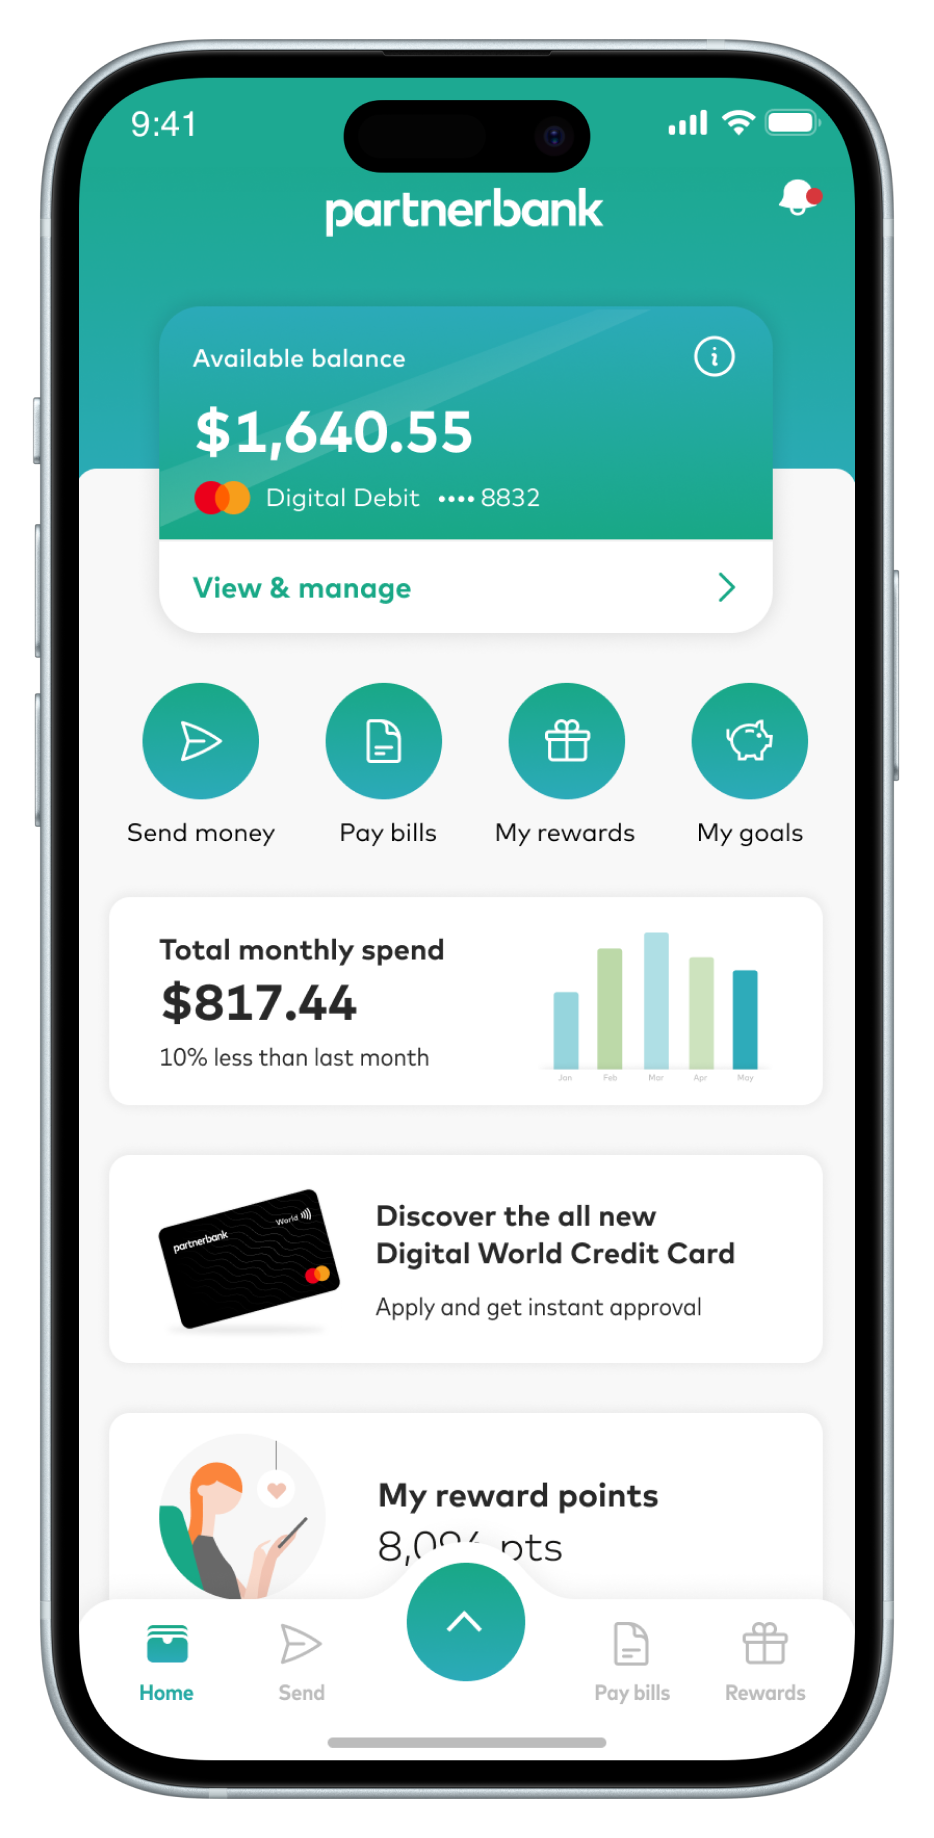 9:41
partnerbank
Available balance
$1,640.55
Digital Debit •••• 8832
View & manage
Send money
Pay bills
My rewards
My goals
Total monthly spend
$817.44
10% less than last month
Jan Feb Mar Apr May
partnerbank
World
Discover the all new
Digital World Credit Card
Apply and get instant approval
My reward points
pts
Home
Send
Pay bills
Rewards